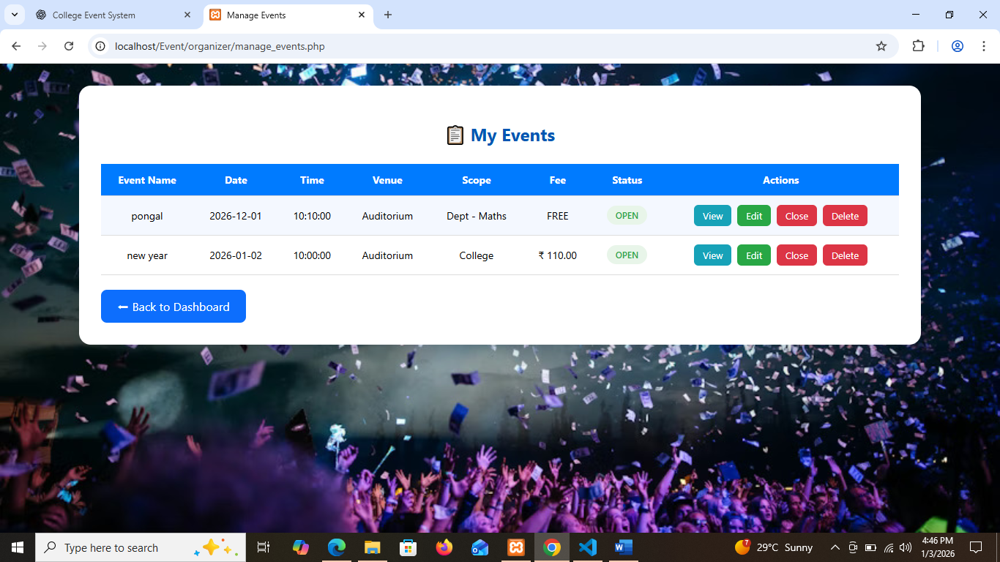 College Event System
Manage Events
localhost/Event/organizer/manage_events.php
My Events
Event Name Date Time Venue Scope Fee Status Actions
pongal 2026-12-01 10:10:00 Auditorium Dept - Maths FREE OPEN View Edit Close Delete
new year 2026-01-02 10:00:00 Auditorium College ₹ 110.00 OPEN View Edit Close Delete
⬅ Back to Dashboard
Type here to search
7
29°C Sunny
4:46 PM
1/3/2026